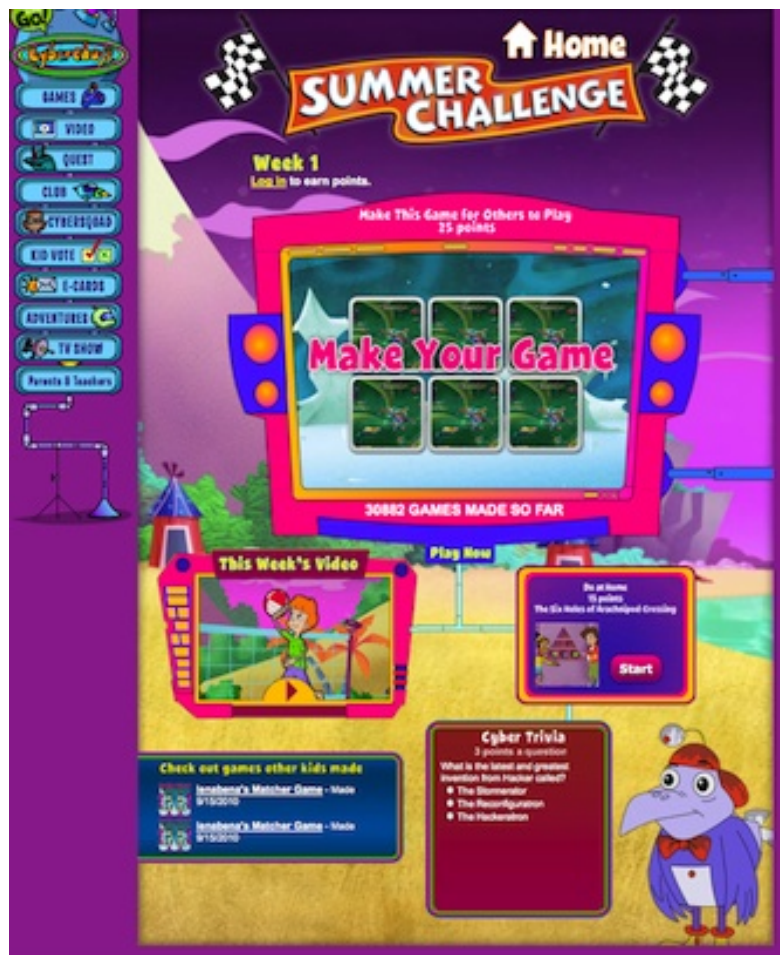 GO!
Cyberchase
GAMES
VIDEO
QUEST
CLUB
CYBERSQUAD
KID VOTE
E-CARDS
ADVENTURES
TV SHOW
Parents & Teachers
Home
SUMMER
CHALLENGE
Week 1
Log in to earn points.
Make This Game for Others to Play
25 points
Make Your Game
30882 GAMES MADE SO FAR
Play Now
This Week's Video
Do at Home
15 points
The Six Holes of Arachnipod Crossing
Start
Check out games other kids made
lenabena's Matcher Game - Made
9/15/2010
lenabena's Matcher Game - Made
9/15/2010
Cyber Trivia
3 points a question
What is the latest and greatest
invention from Hacker called?
The Stormerator
The Reconfiguratron
The Hackeratron